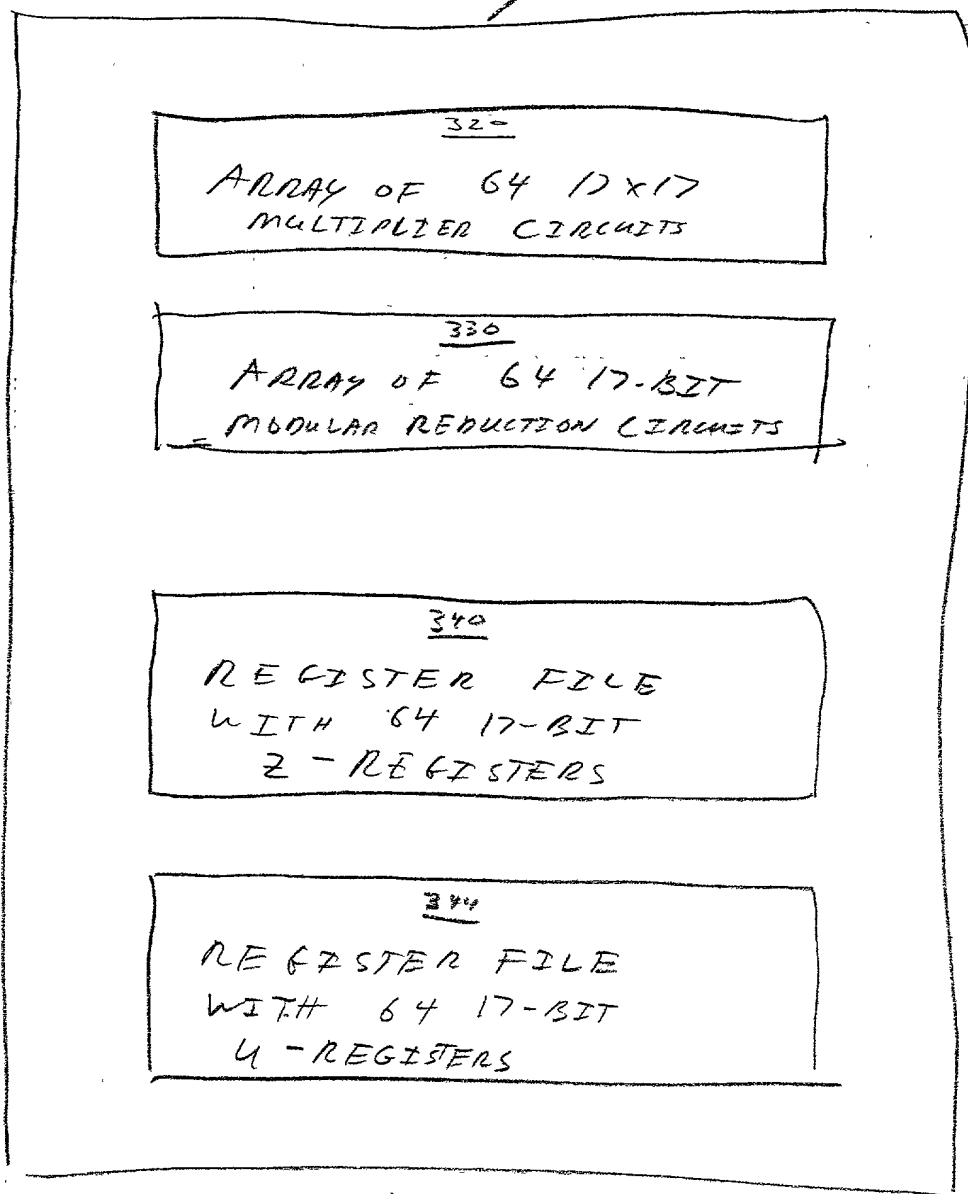 320
ARRAY OF 64 17x17
MULTIPLIER CIRCUITS
330
ARRAY OF 64 17-BIT
MODULAR REDUCTION CIRCUITS
340
REGISTER FILE
WITH 64 17-BIT
Z-REGISTERS
344
REGISTER FILE
WITH 64 17-BIT
U-REGISTERS